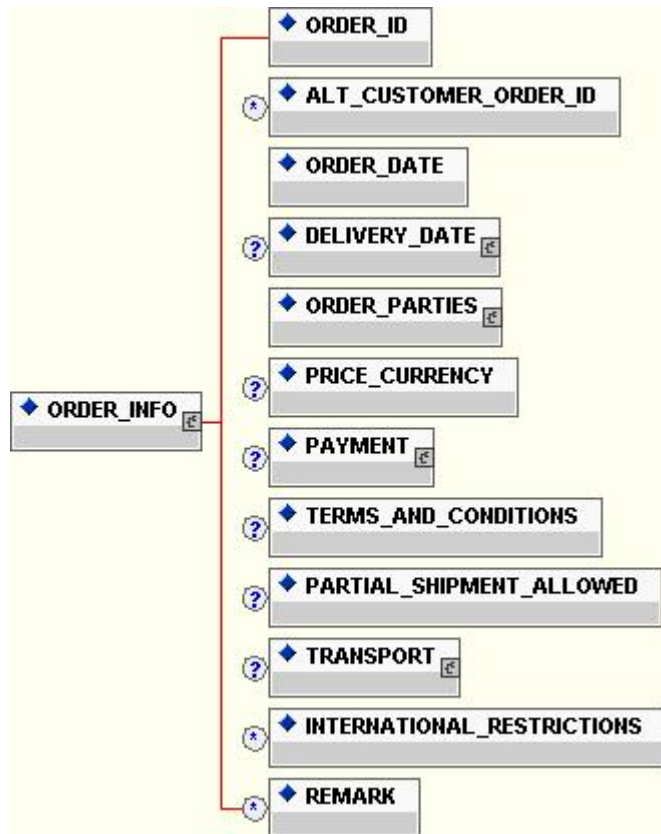 ORDER_ID
* ALT_CUSTOMER_ORDER_ID
ORDER_DATE
? DELIVERY_DATE
ORDER_PARTIES
? PRICE_CURRENCY
ORDER_INFO
? PAYMENT
? TERMS_AND_CONDITIONS
? PARTIAL_SHIPMENT_ALLOWED
? TRANSPORT
* INTERNATIONAL_RESTRICTIONS
* REMARK